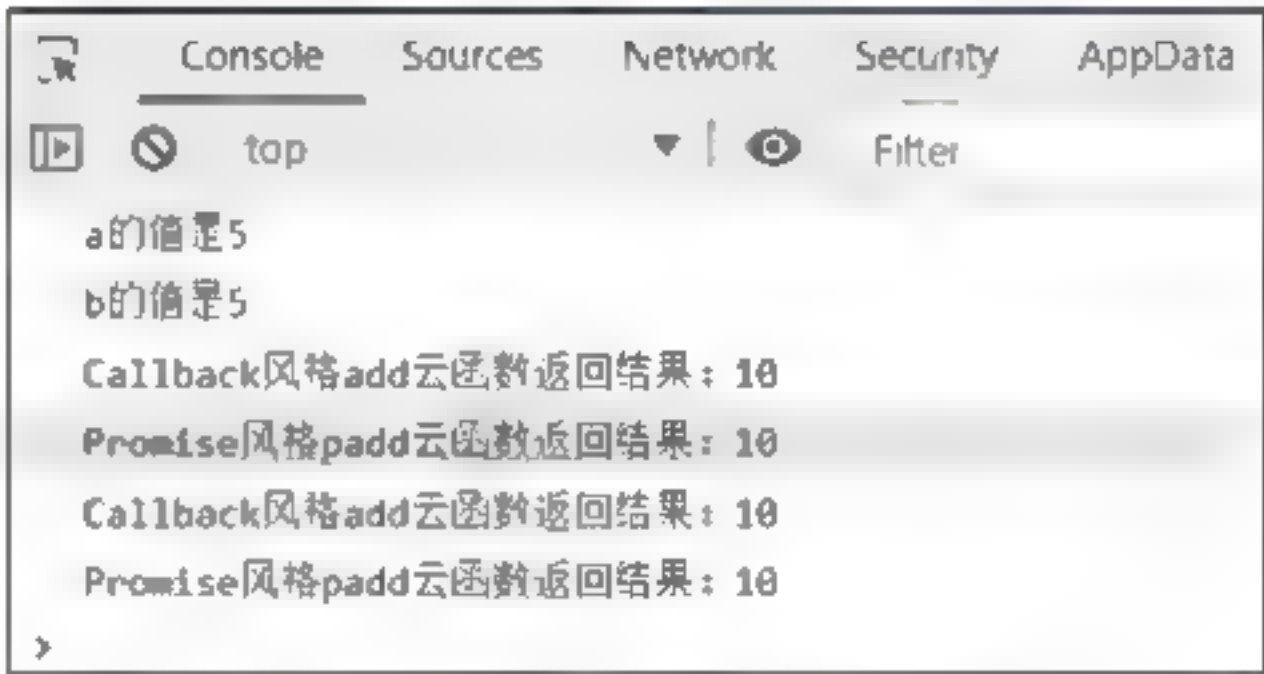 Console Sources Network Security AppData
top Filter
a的值是5
b的值是5
Callback风格add云函数返回结果: 10
Promise风格padd云函数返回结果: 10
Callback风格add云函数返回结果: 10
Promise风格padd云函数返回结果: 10